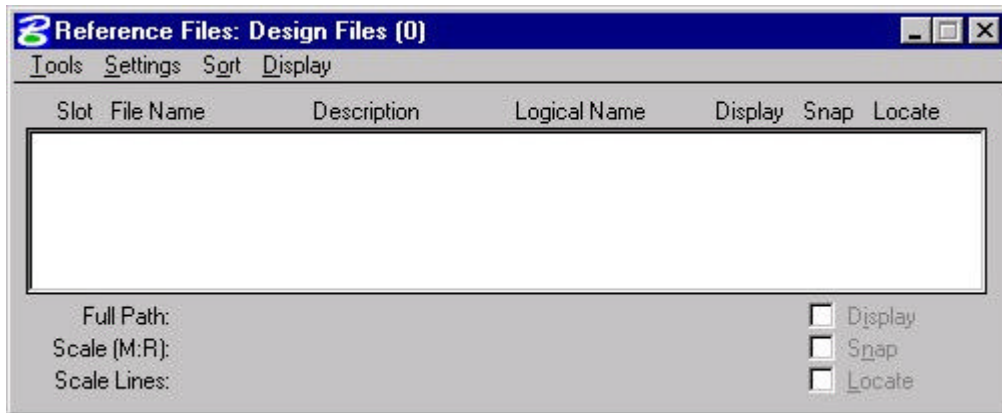 Reference Files: Design Files (0)
Tools Settings Sort Display
Slot File Name Description Logical Name Display Snap Locate
Full Path: Display
Scale (M:R): Snap
Scale Lines: Locate